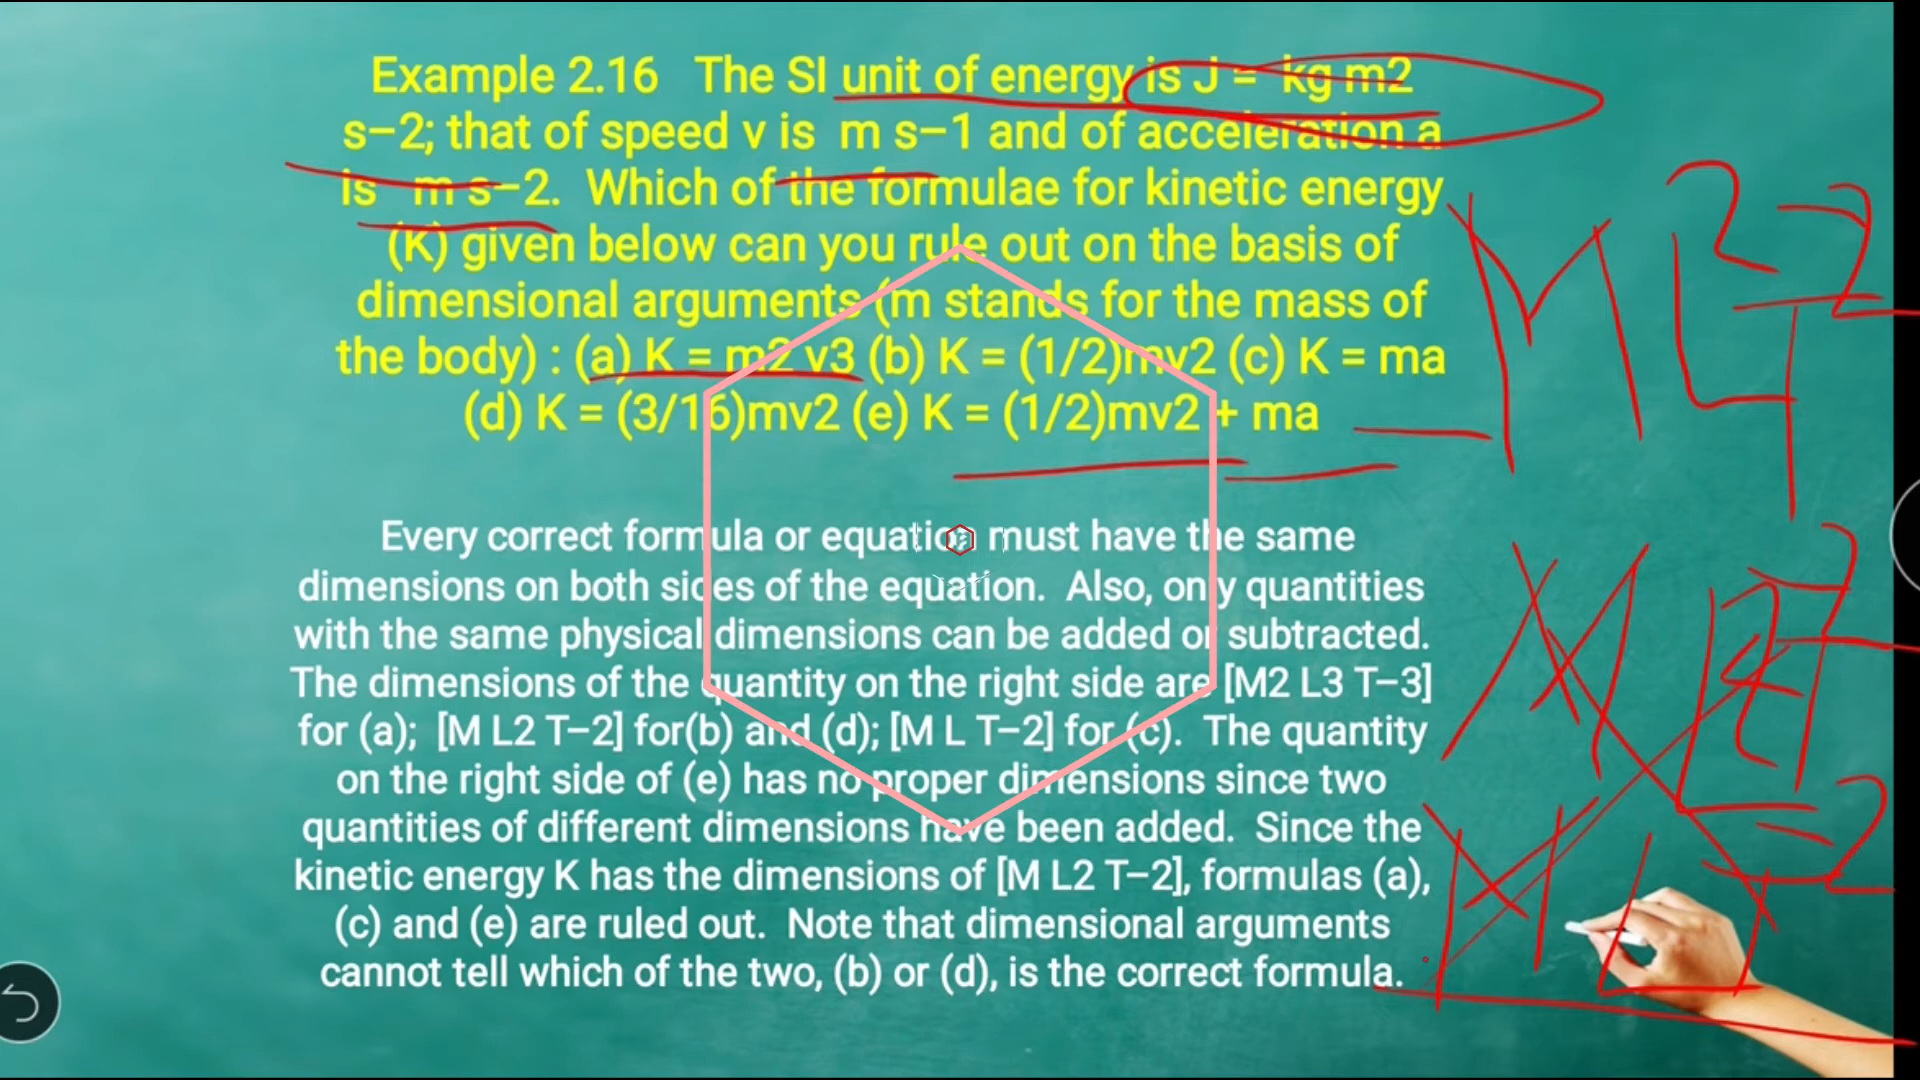 Example 2.16 The SI unit of energy is J = kg m2
s–2; that of speed v is m s–1 and of acceleration a
is m s–2. Which of the formulae for kinetic energy
(K) given below can you rule out on the basis of
dimensional arguments (m stands for the mass of
the body) : (a) K = m2 v3 (b) K = (1/2)mv2 (c) K = ma
(d) K = (3/16)mv2 (e) K = (1/2)mv2 + ma
Every correct formula or equation must have the same
dimensions on both sides of the equation. Also, only quantities
with the same physical dimensions can be added or subtracted.
The dimensions of the quantity on the right side are [M2 L3 T–3]
for (a); [M L2 T–2] for(b) and (d); [M L T–2] for (c). The quantity
on the right side of (e) has no proper dimensions since two
quantities of different dimensions have been added. Since the
kinetic energy K has the dimensions of [M L2 T–2], formulas (a),
(c) and (e) are ruled out. Note that dimensional arguments
cannot tell which of the two, (b) or (d), is the correct formula.
M L2 T-2